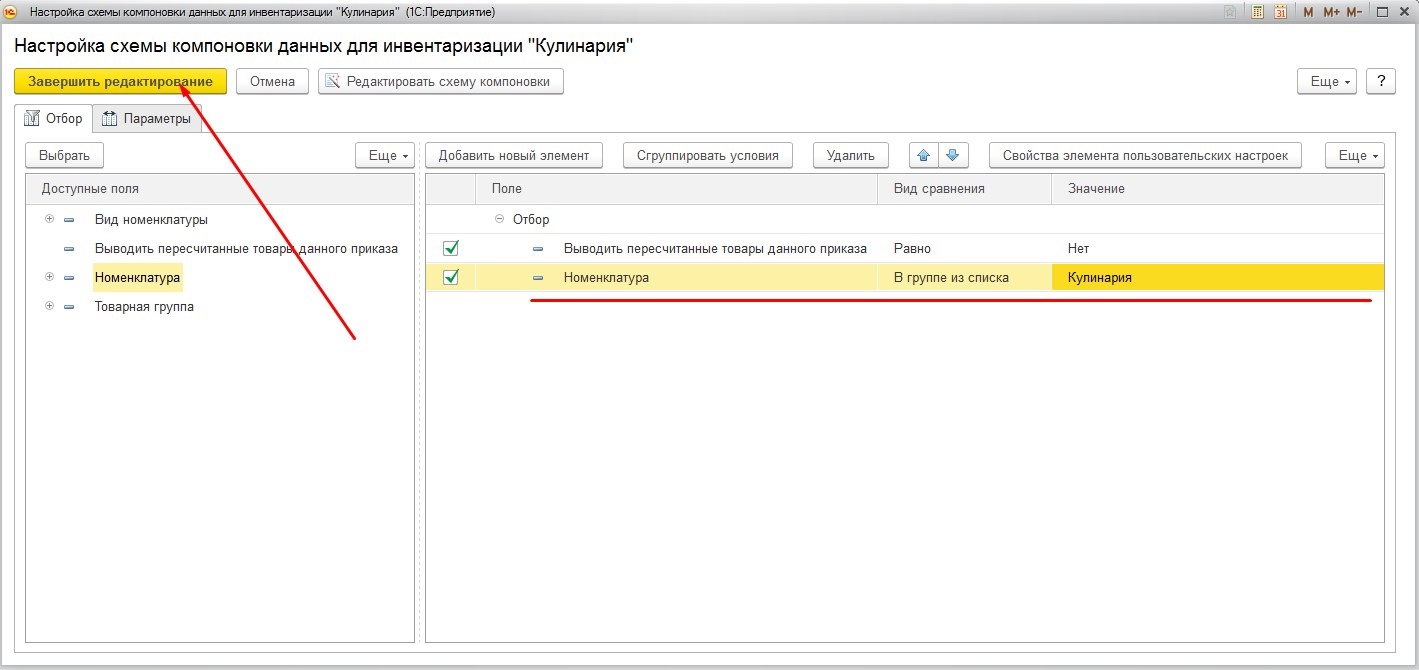 Настройка схемы компоновки данных для инвентаризации "Кулинария" (1С:Предприятие)
M M+ M-
Настройка схемы компоновки данных для инвентаризации "Кулинария"
Завершить редактирование Отмена Редактировать схему компоновки Еще ?
Отбор Параметры
Выбрать Еще Добавить новый элемент Сгруппировать условия Удалить Свойства элемента пользовательских настроек Еще
Доступные поля Поле Вид сравнения Значение
Вид номенклатуры Отбор
Выводить пересчитанные товары данного приказа Выводить пересчитанные товары данного приказа Равно Нет
Номенклатура Номенклатура В группе из списка Кулинария
Товарная группа